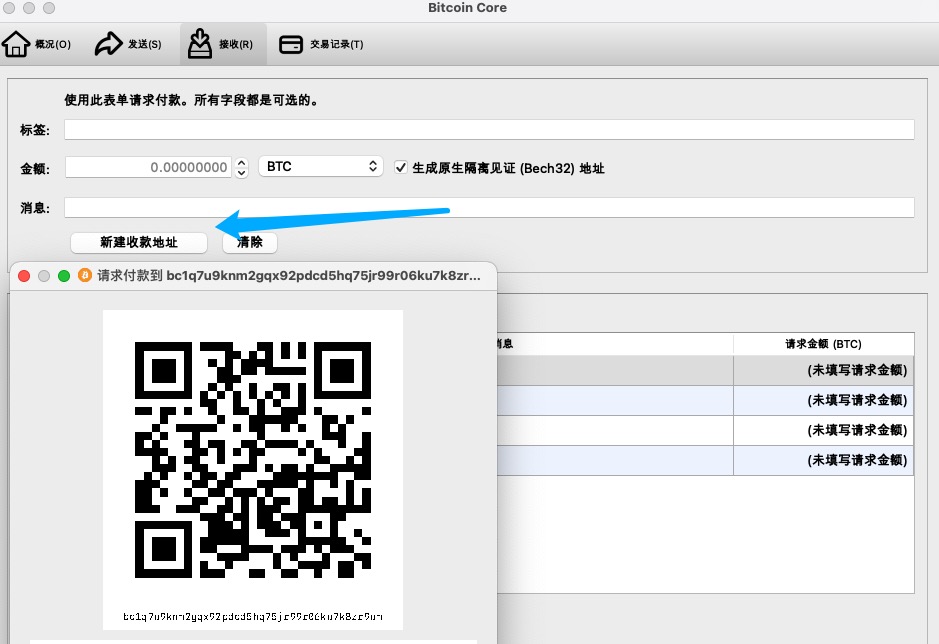 Bitcoin Core
概况(O) 发送(S) 接收(R) 交易记录(T)
使用此表单请求付款。所有字段都是可选的。
标签:
金额: 0.00000000 BTC 生成原生隔离见证 (Bech32) 地址
消息:
新建收款地址 清除
请求付款到 bc1q7u9knm2gqx92pdcd5hq75jr99r06ku7k8zr...
消息 请求金额 (BTC)
(未填写请求金额)
(未填写请求金额)
(未填写请求金额)
(未填写请求金额)